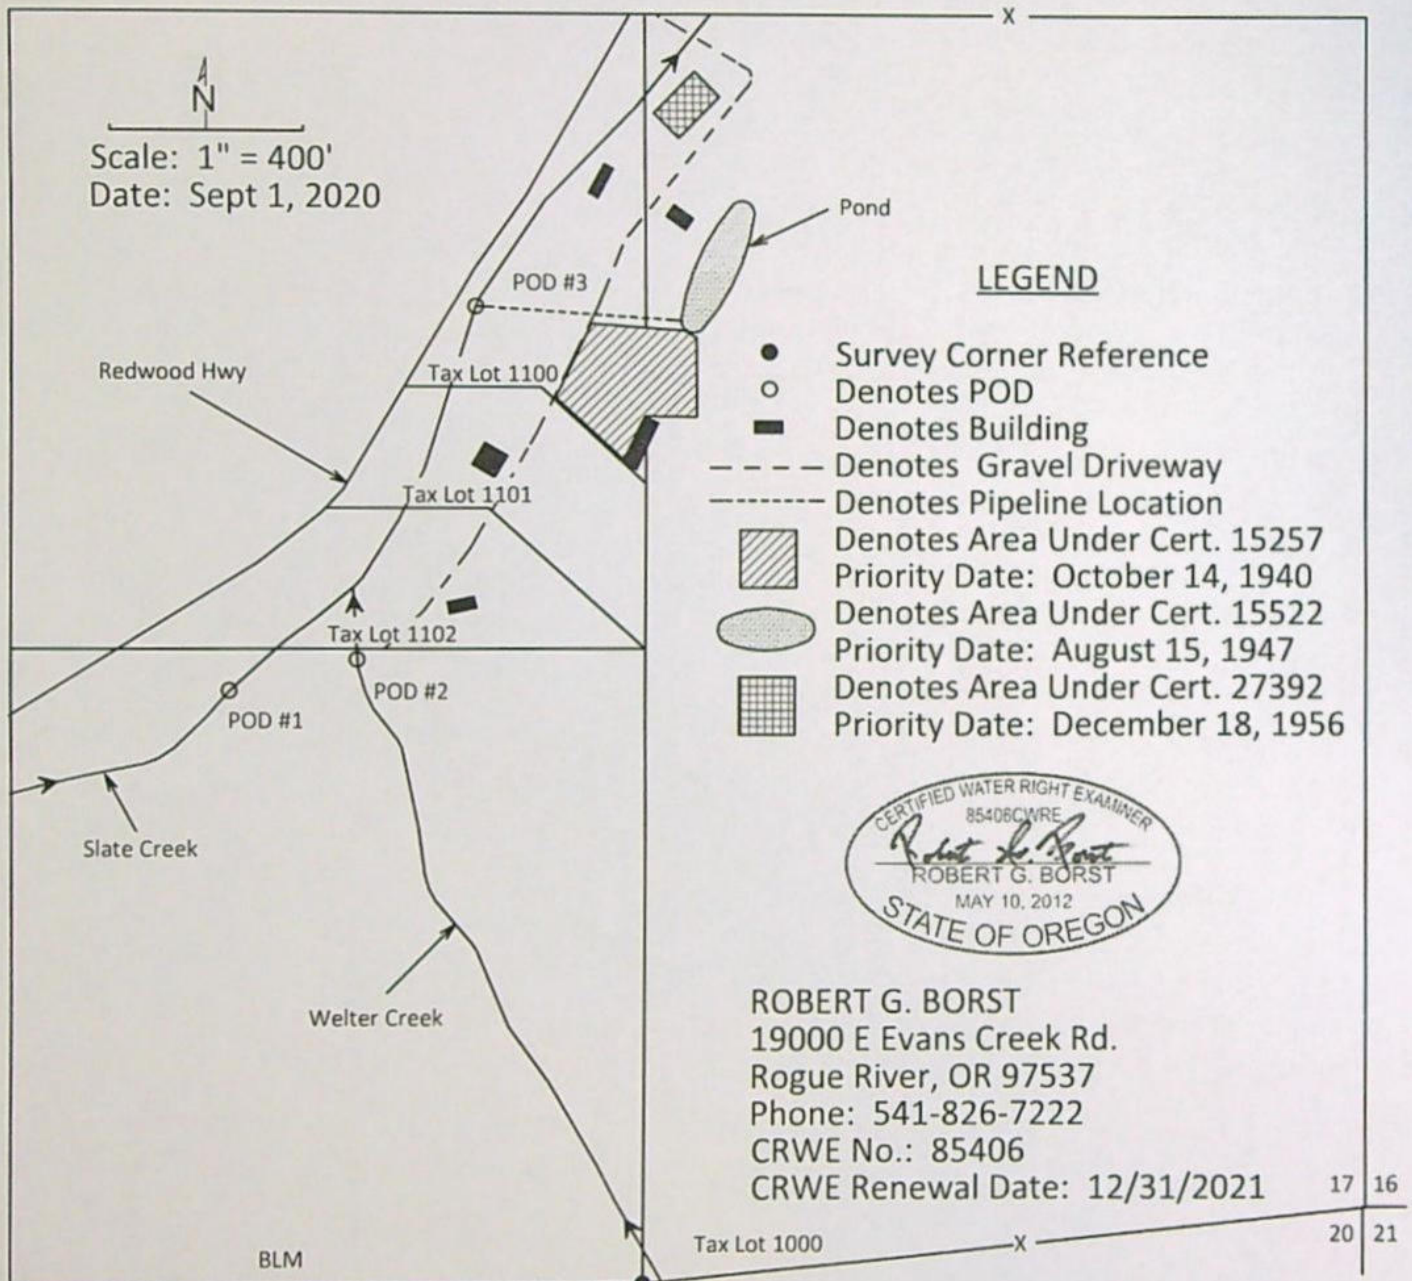 X
N
Scale: 1" = 400'
Date: Sept 1, 2020
Pond
POD #3
LEGEND
Redwood Hwy
Tax Lot 1100
Survey Corner Reference
Denotes POD
Denotes Building
Denotes Gravel Driveway
Tax Lot 1101
Denotes Pipeline Location
Denotes Area Under Cert. 15257
Priority Date: October 14, 1940
Denotes Area Under Cert. 15522
Priority Date: August 15, 1947
Tax Lot 1102
Denotes Area Under Cert. 27392
Priority Date: December 18, 1956
POD #2
POD #1
Slate Creek
CERTIFIED WATER RIGHT EXAMINER
85406CWRE
Robert G. Borst
ROBERT G. BORST
MAY 10, 2012
STATE OF OREGON
Welter Creek
ROBERT G. BORST
19000 E Evans Creek Rd.
Rogue River, OR 97537
Phone: 541-826-7222
CRWE No.: 85406
CRWE Renewal Date: 12/31/2021
17 16
20 21
Tax Lot 1000
X
BLM